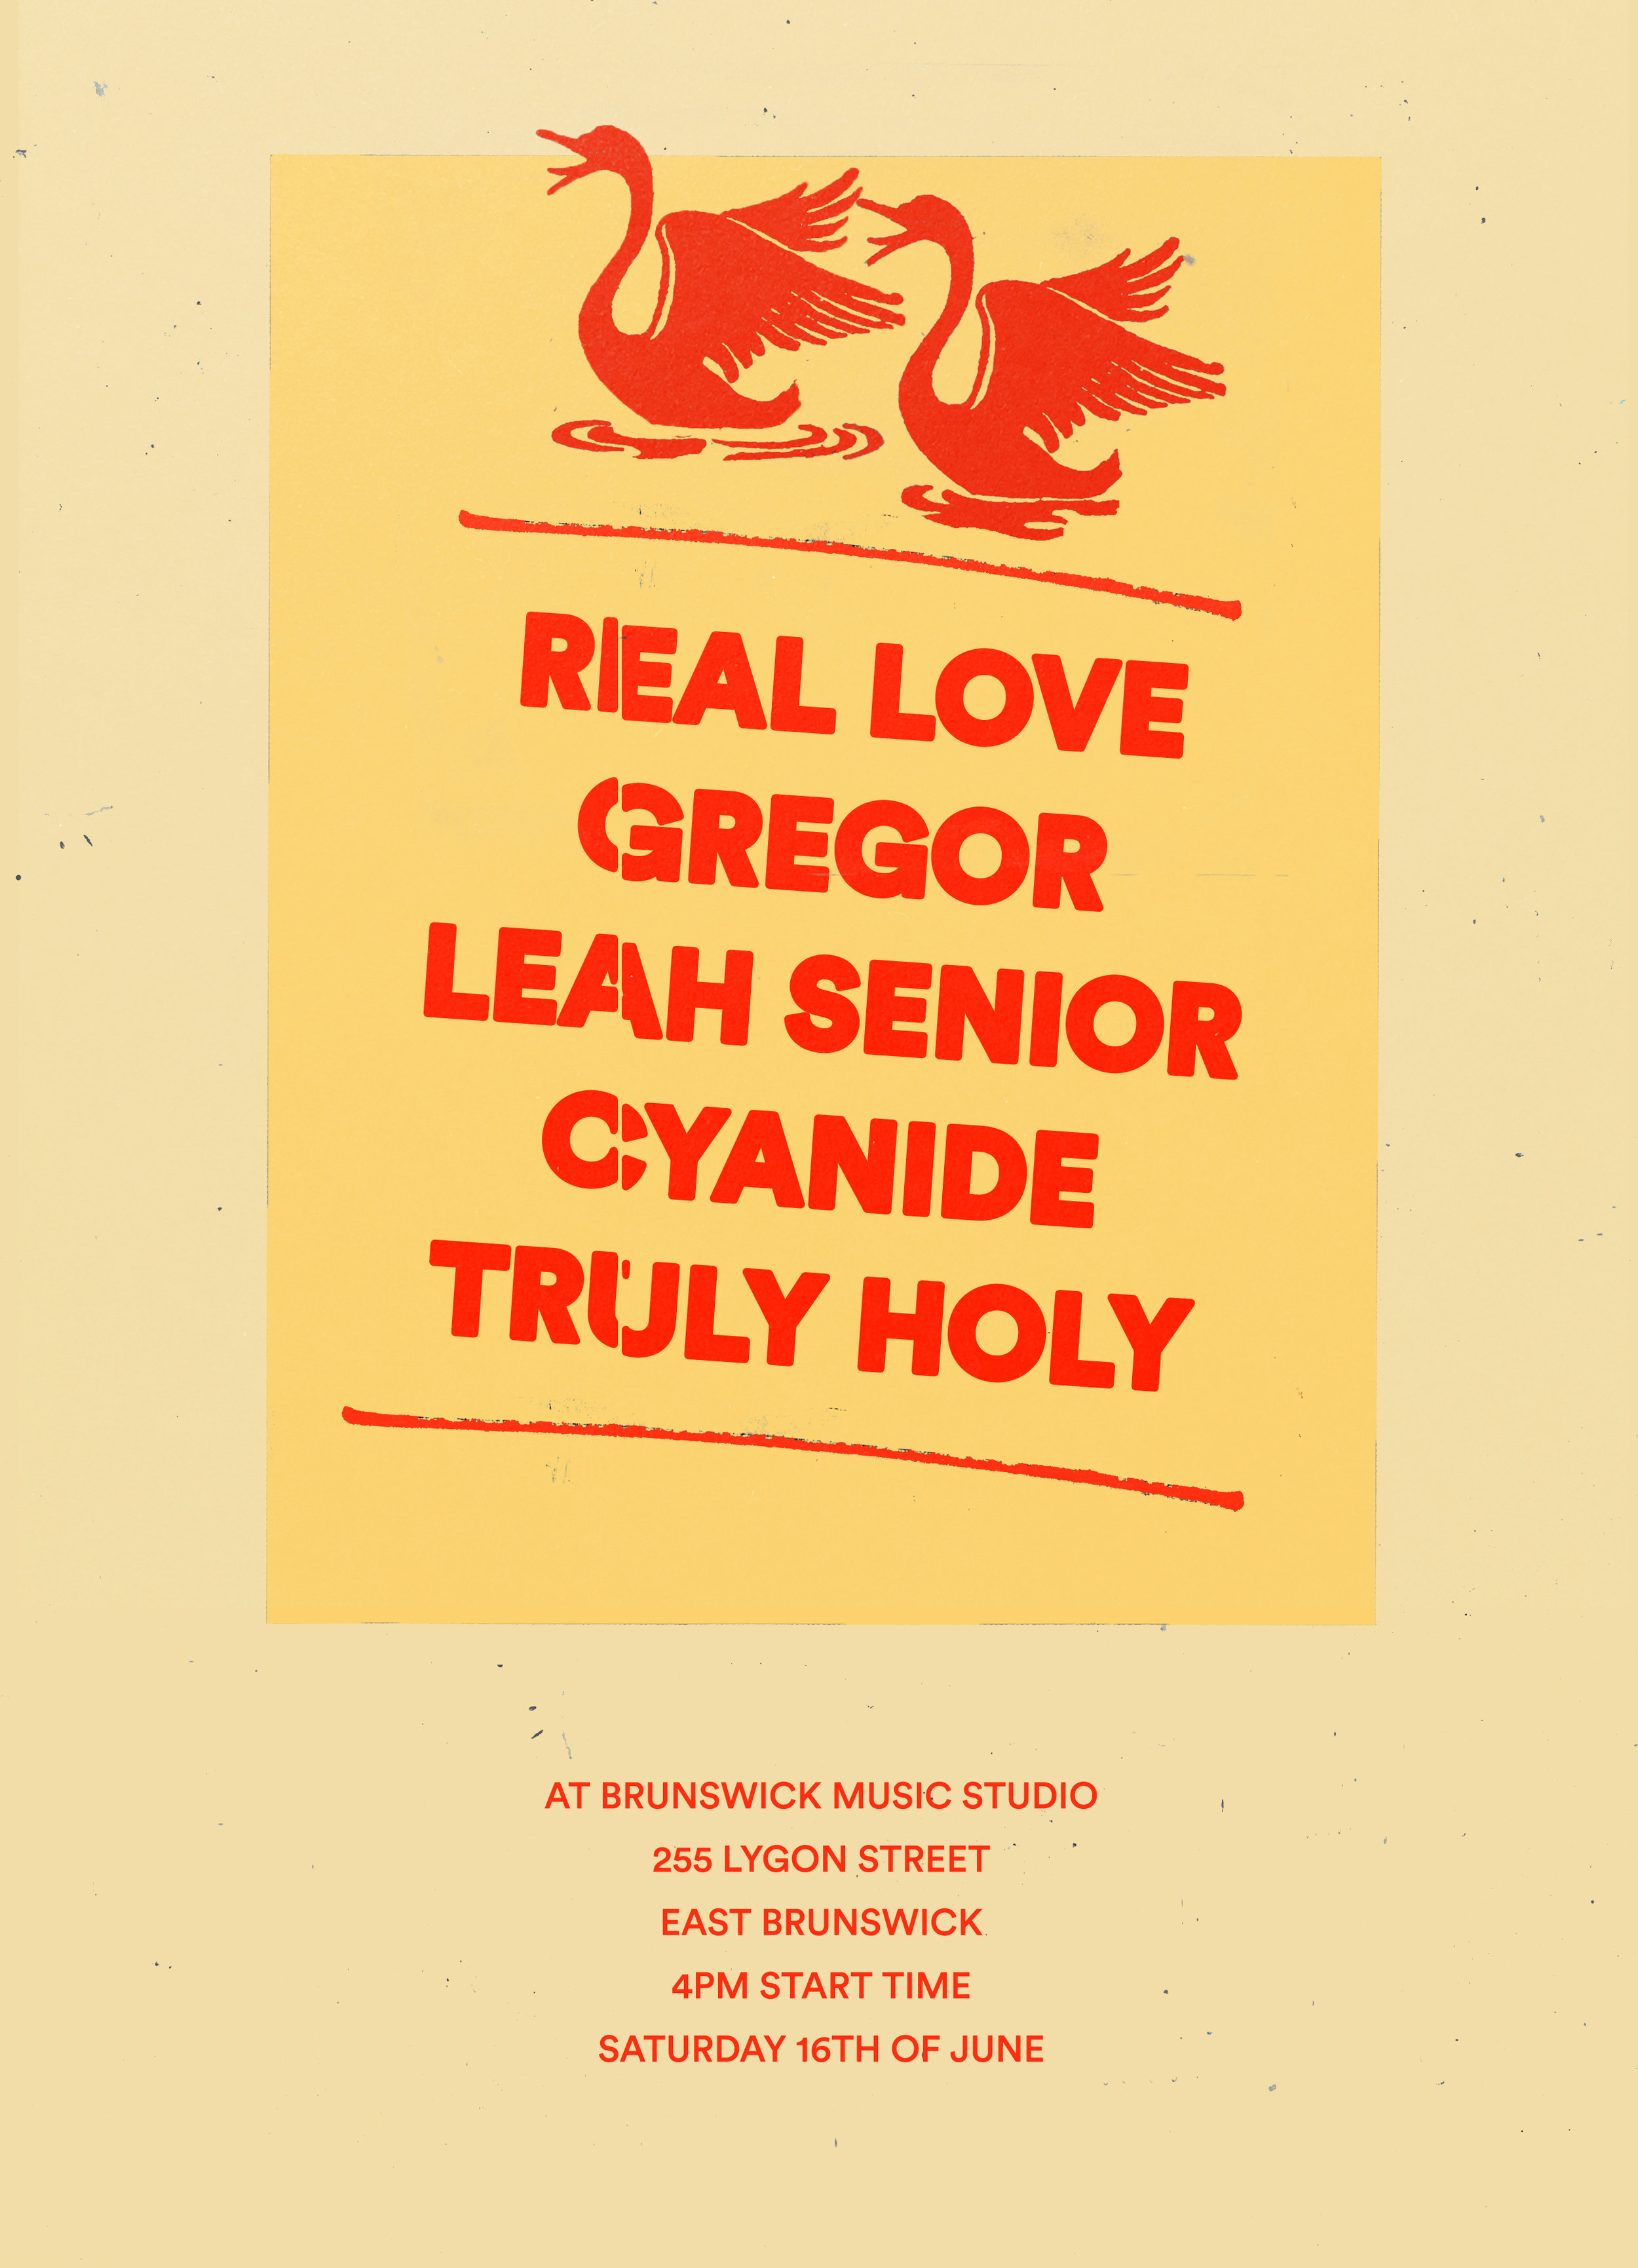 REAL LOVE
GREGOR
LEAH SENIOR
CYANIDE
TRULY HOLY
AT BRUNSWICK MUSIC STUDIO
255 LYGON STREET
EAST BRUNSWICK
4PM START TIME
SATURDAY 16TH OF JUNE